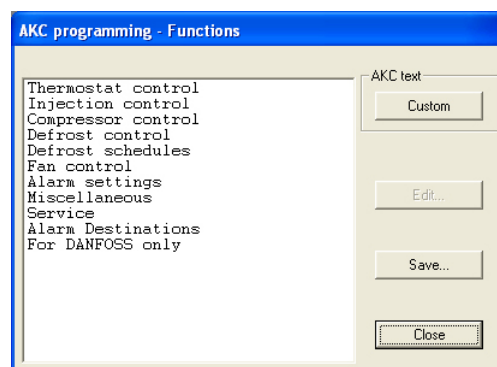 AKC programming - Functions
Thermostat control
Injection control
Compressor control
Defrost control
Defrost schedules
Fan control
Alarm settings
Miscellaneous
Service
Alarm Destinations
For DANFOSS only
AKC text
Custom
Edit...
Save...
Close